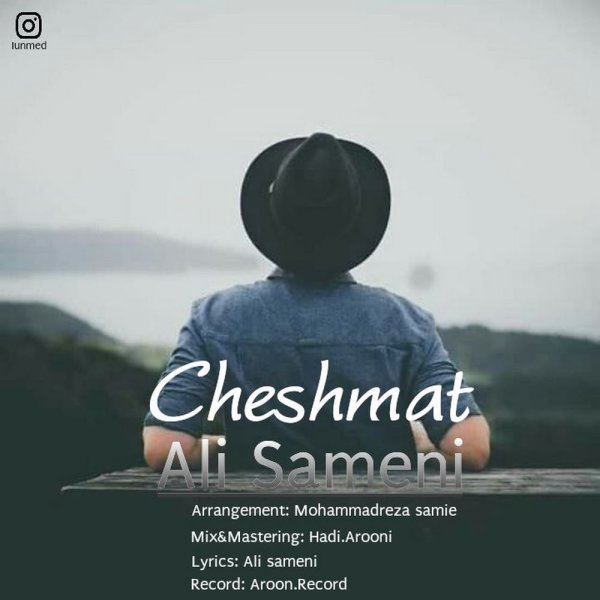 lunmed
Cheshmat
Ali Sameni
Arrangement: Mohammadreza samie
Mix&Mastering: Hadi.Arooni
Lyrics: Ali sameni
Record: Aroon.Record